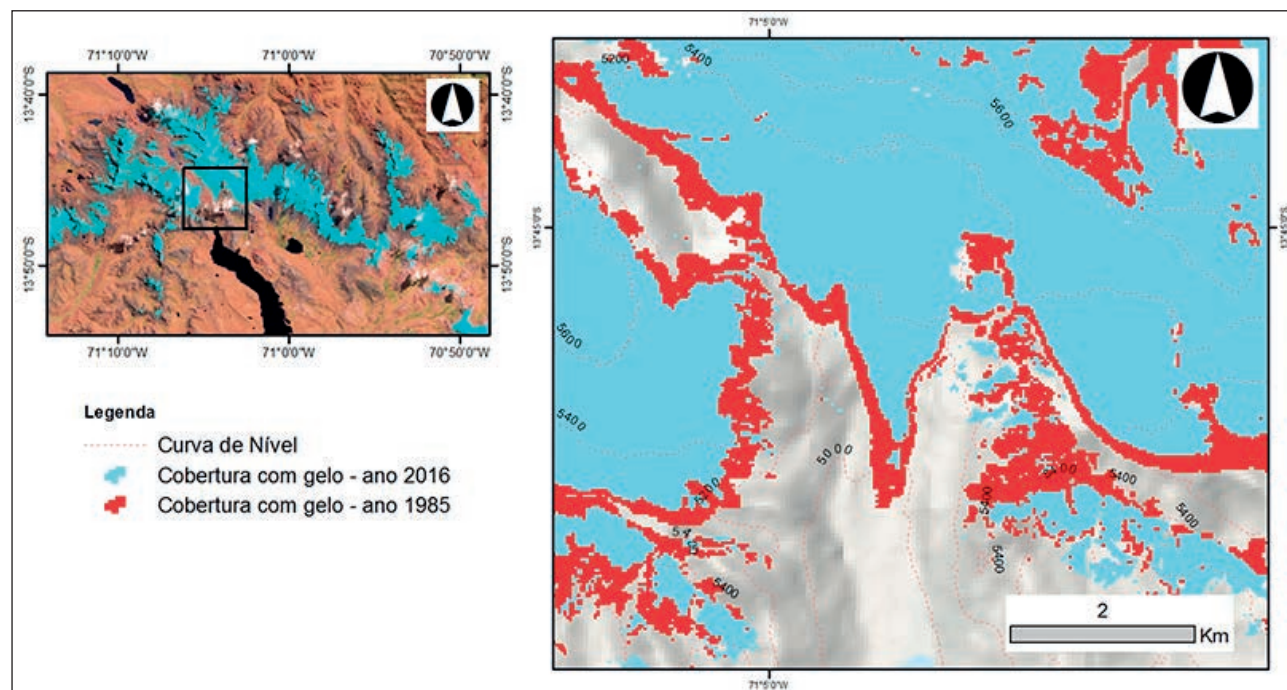 71°10'0"W
71°0'0"W
70°50'0"W
13°40'0"S
13°40'0"S
13°50'0"S
13°50'0"S
71°10'0"W
71°0'0"W
70°50'0"W
Legenda
Curva de Nível
Cobertura com gelo - ano 2016
Cobertura com gelo - ano 1985
71°5'0"W
5200
5400
5600
13°45'0"S
13°45'0"S
5600
5400
5000
5200
5400
5400
5400
5400
5400
5400
2
Km
71°5'0"W